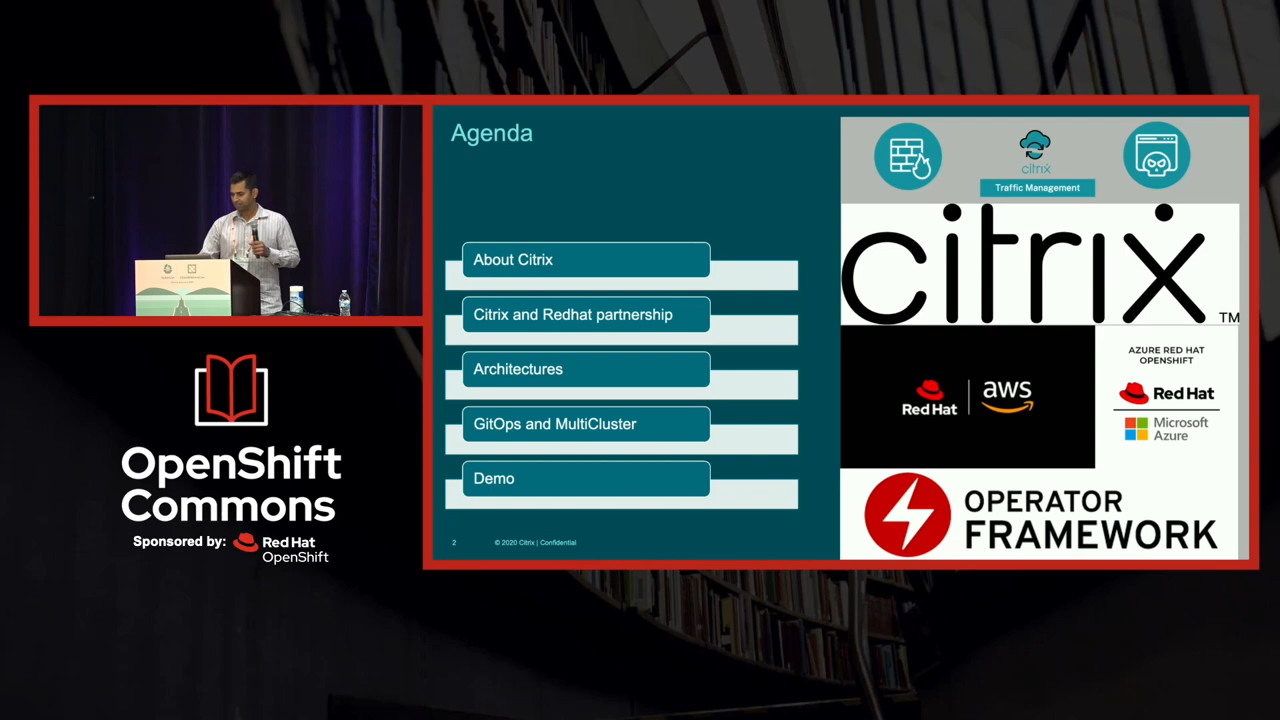 Agenda
About Citrix
Citrix and Redhat partnership
Architectures
GitOps and MultiCluster
Demo
2
© 2020 Citrix | Confidential
citrix
Traffic Management
citrix
TM
Red Hat
aws
AZURE RED HAT
OPENSHIFT
Red Hat
Microsoft
Azure
OPERATOR
FRAMEWORK
OpenShift
Commons
Sponsored by:
Red Hat
OpenShift